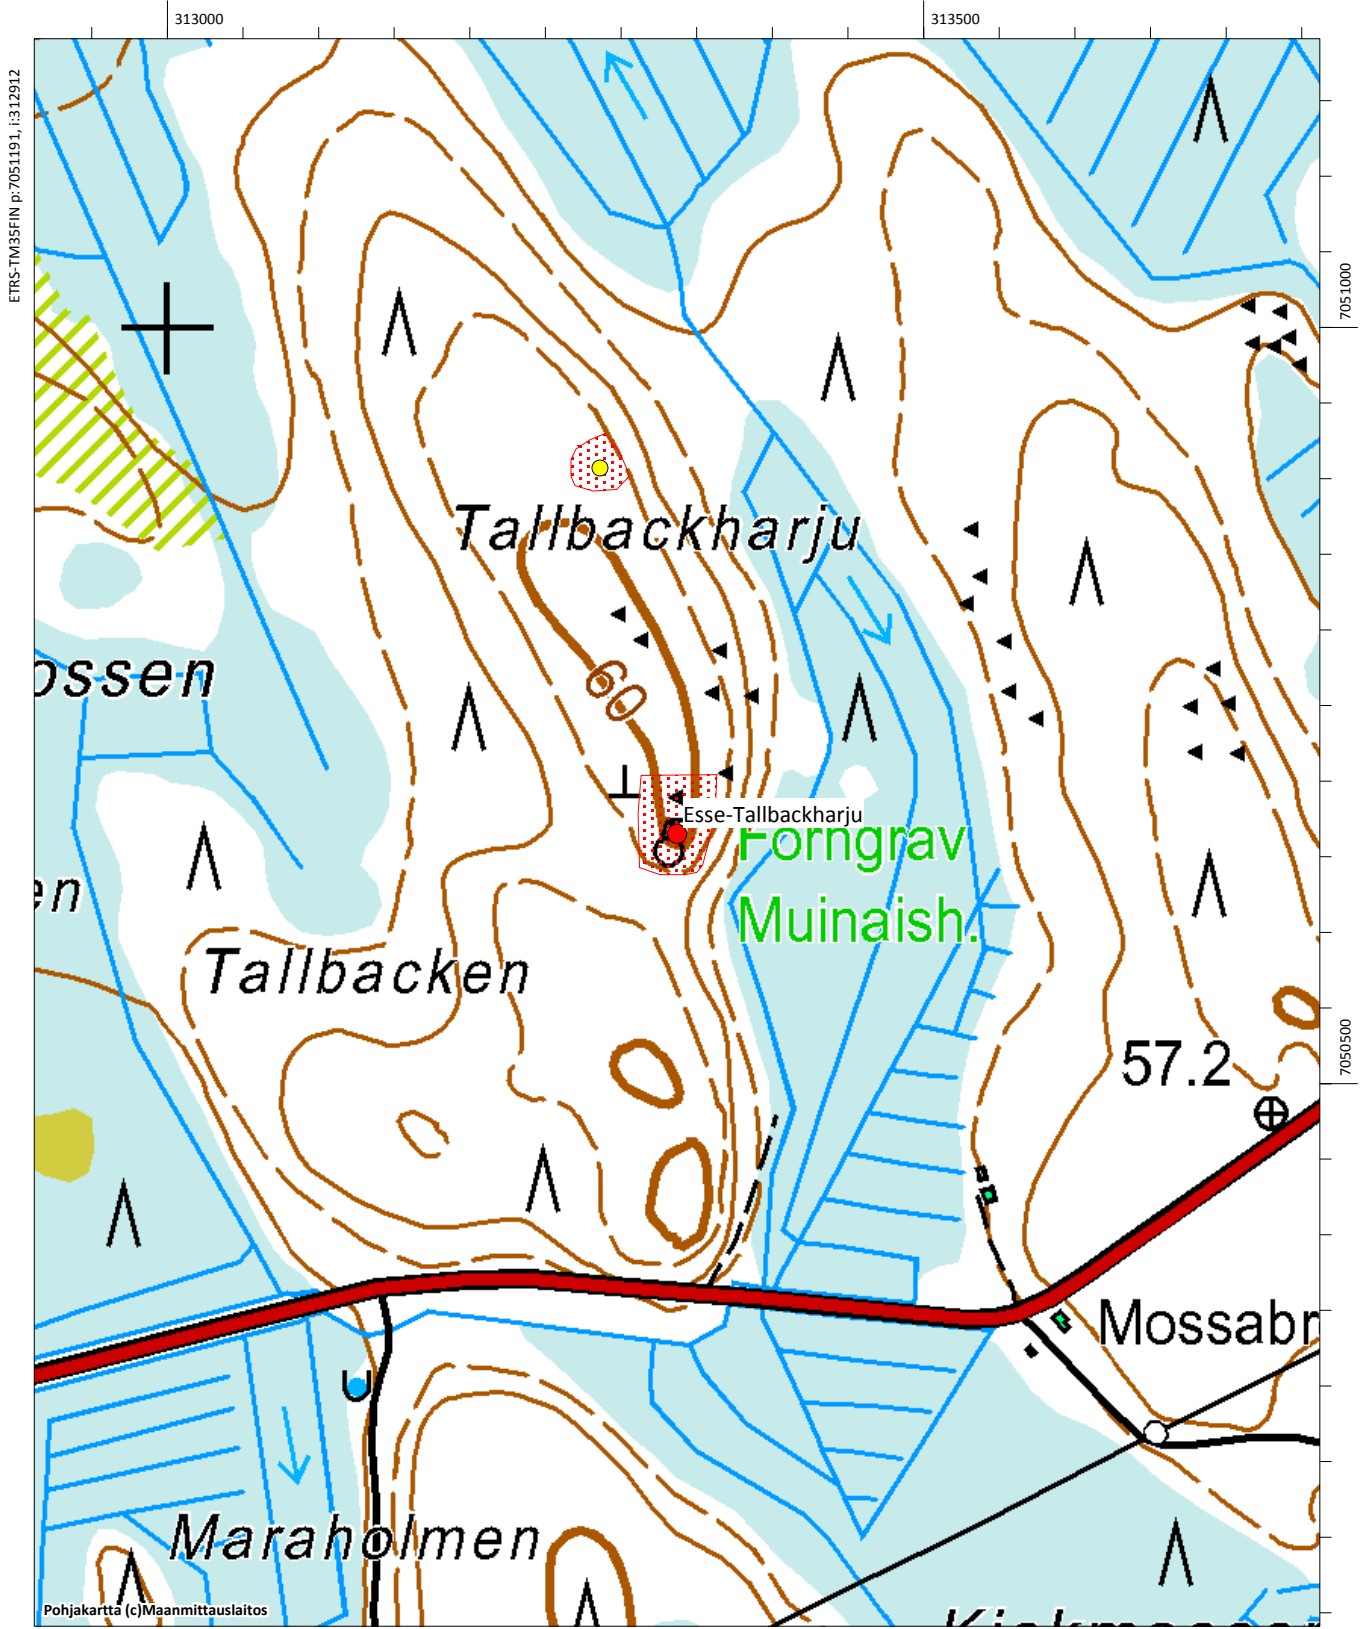 313000
313500
ETRS-TM35FIN p:7051191, i:312912
7051000
Tallbackharju
ossen
60
Esse-Tallbackharju
Forngrav
en
Muinaish.
Tallbacken
7050500
57.2
Mossabr
Maraholmen
Pohjakartta (c)Maanmittauslaitos